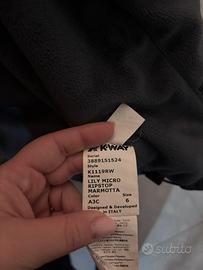 K-WAY
Serial
3889151524
Style
K1119RW
Name
LILY MICRO
RIPSTOP
MARMOTTA
Color Size
A3C 6
Designed & Developed
in ITALY
subito